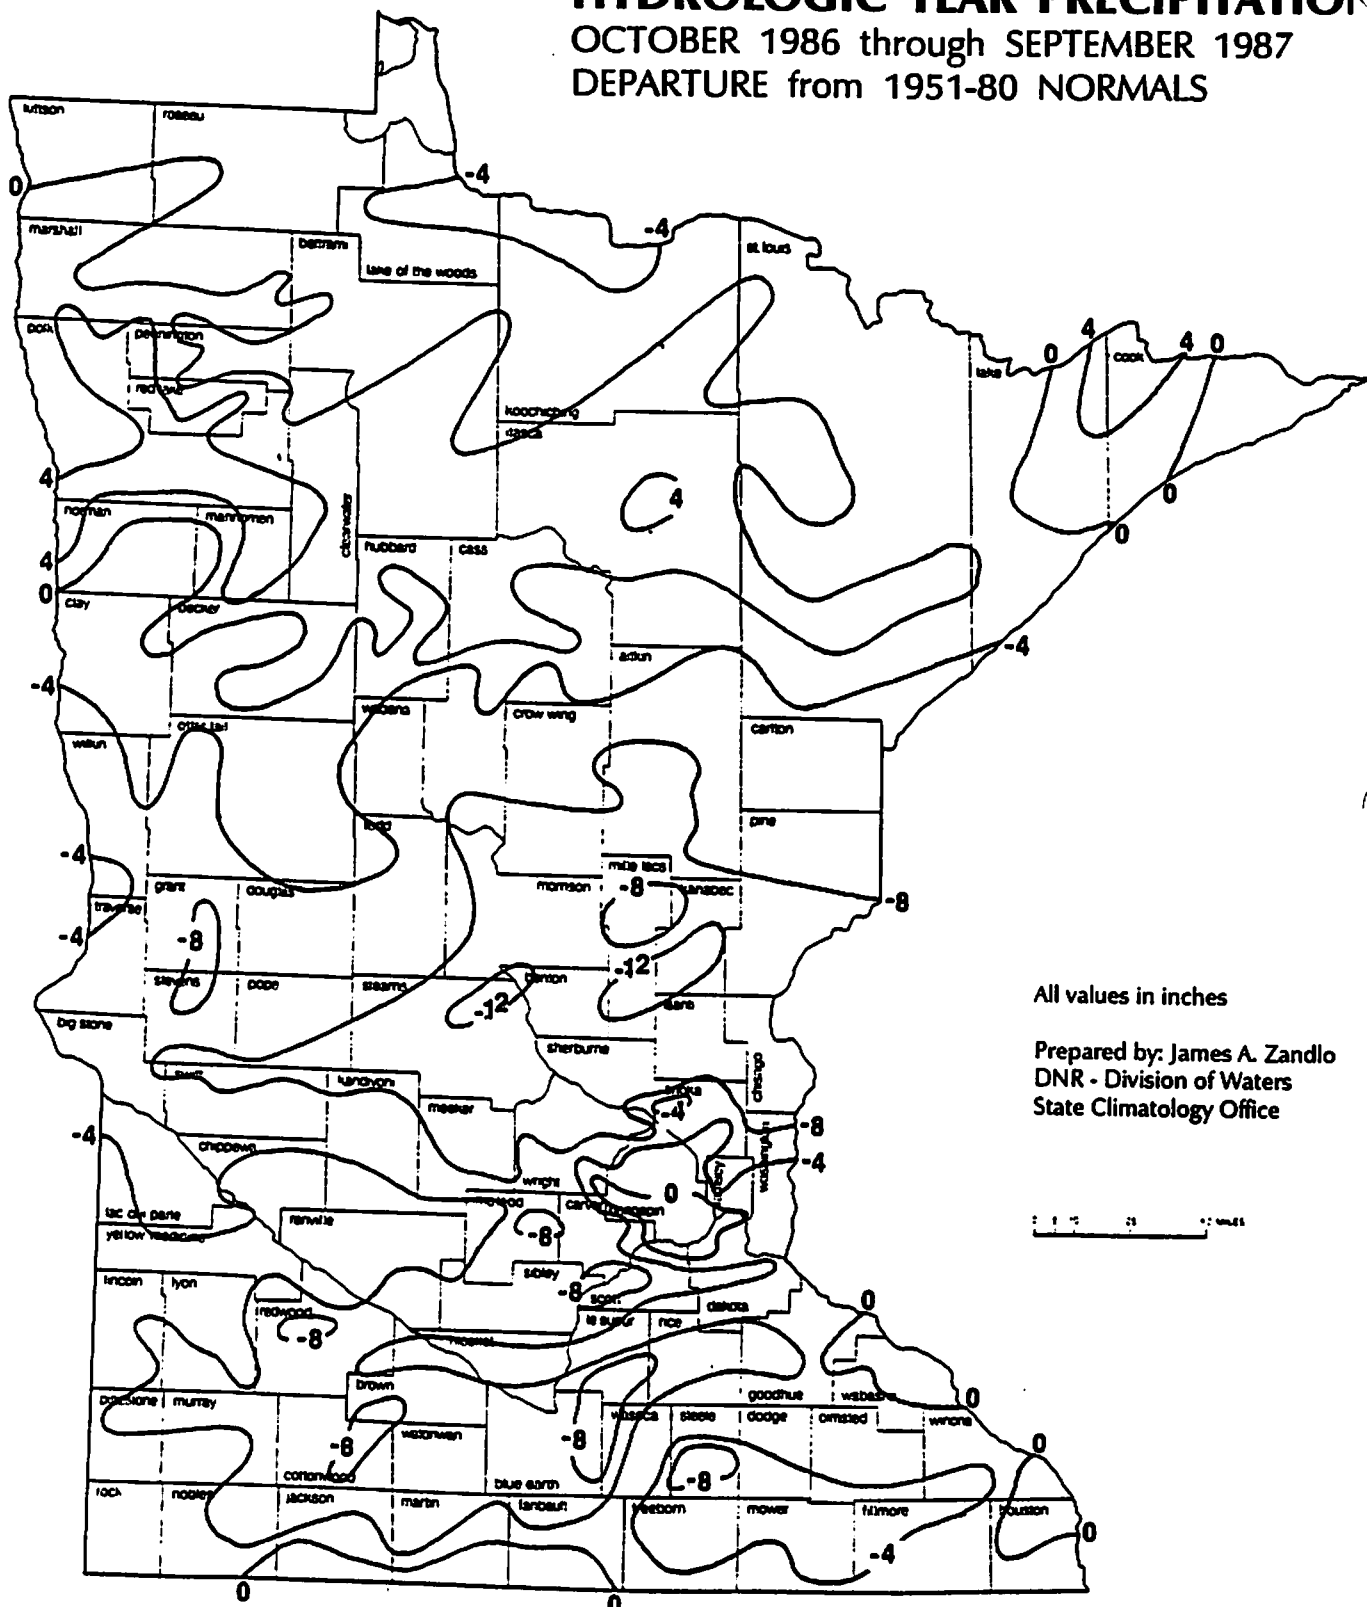 HYDROLOGIC YEAR PRECIPITATION
OCTOBER 1986 through SEPTEMBER 1987
DEPARTURE from 1951-80 NORMALS
roseau
0
-4
marshall
beltrami
lake of the woods
-4
st. louis
polk
pennington
red lake
koochiching
itasca
0
4
cook
4
0
lake
4
4
norman
mahnomen
clearwater
hubbard
cass
4
0
0
0
clay
becker
aitkin
-4
-4
wadena
crow wing
carlton
otter tail
wilkin
todd
pine
-4
grant
douglas
morrison
mille lacs
-8
kanabec
-8
traverse
-4
-8
-12
stevens
pope
stearns
benton
-12
big stone
sherburne
All values in inches
Prepared by: James A. Zandlo
DNR - Division of Waters
State Climatology Office
swift
kandiyohi
meeker
anoka
chisago
-4
-8
-4
chippewa
wright
washington
-4
0
carver
hennepin
lac qui parle
yellow medicine
renville
-8
sibley
-8
scott
lincoln
lyon
redwood
-8
le sueur
rice
dakota
0
nicollet
brown
goodhue
wabasha
0
pipestone
murray
waseca
steele
dodge
olmsted
winona
-8
watonwan
-8
-8
0
cottonwood
blue earth
rock
nobles
jackson
martin
faribault
freeborn
mower
fillmore
houston
-4
0
0
0